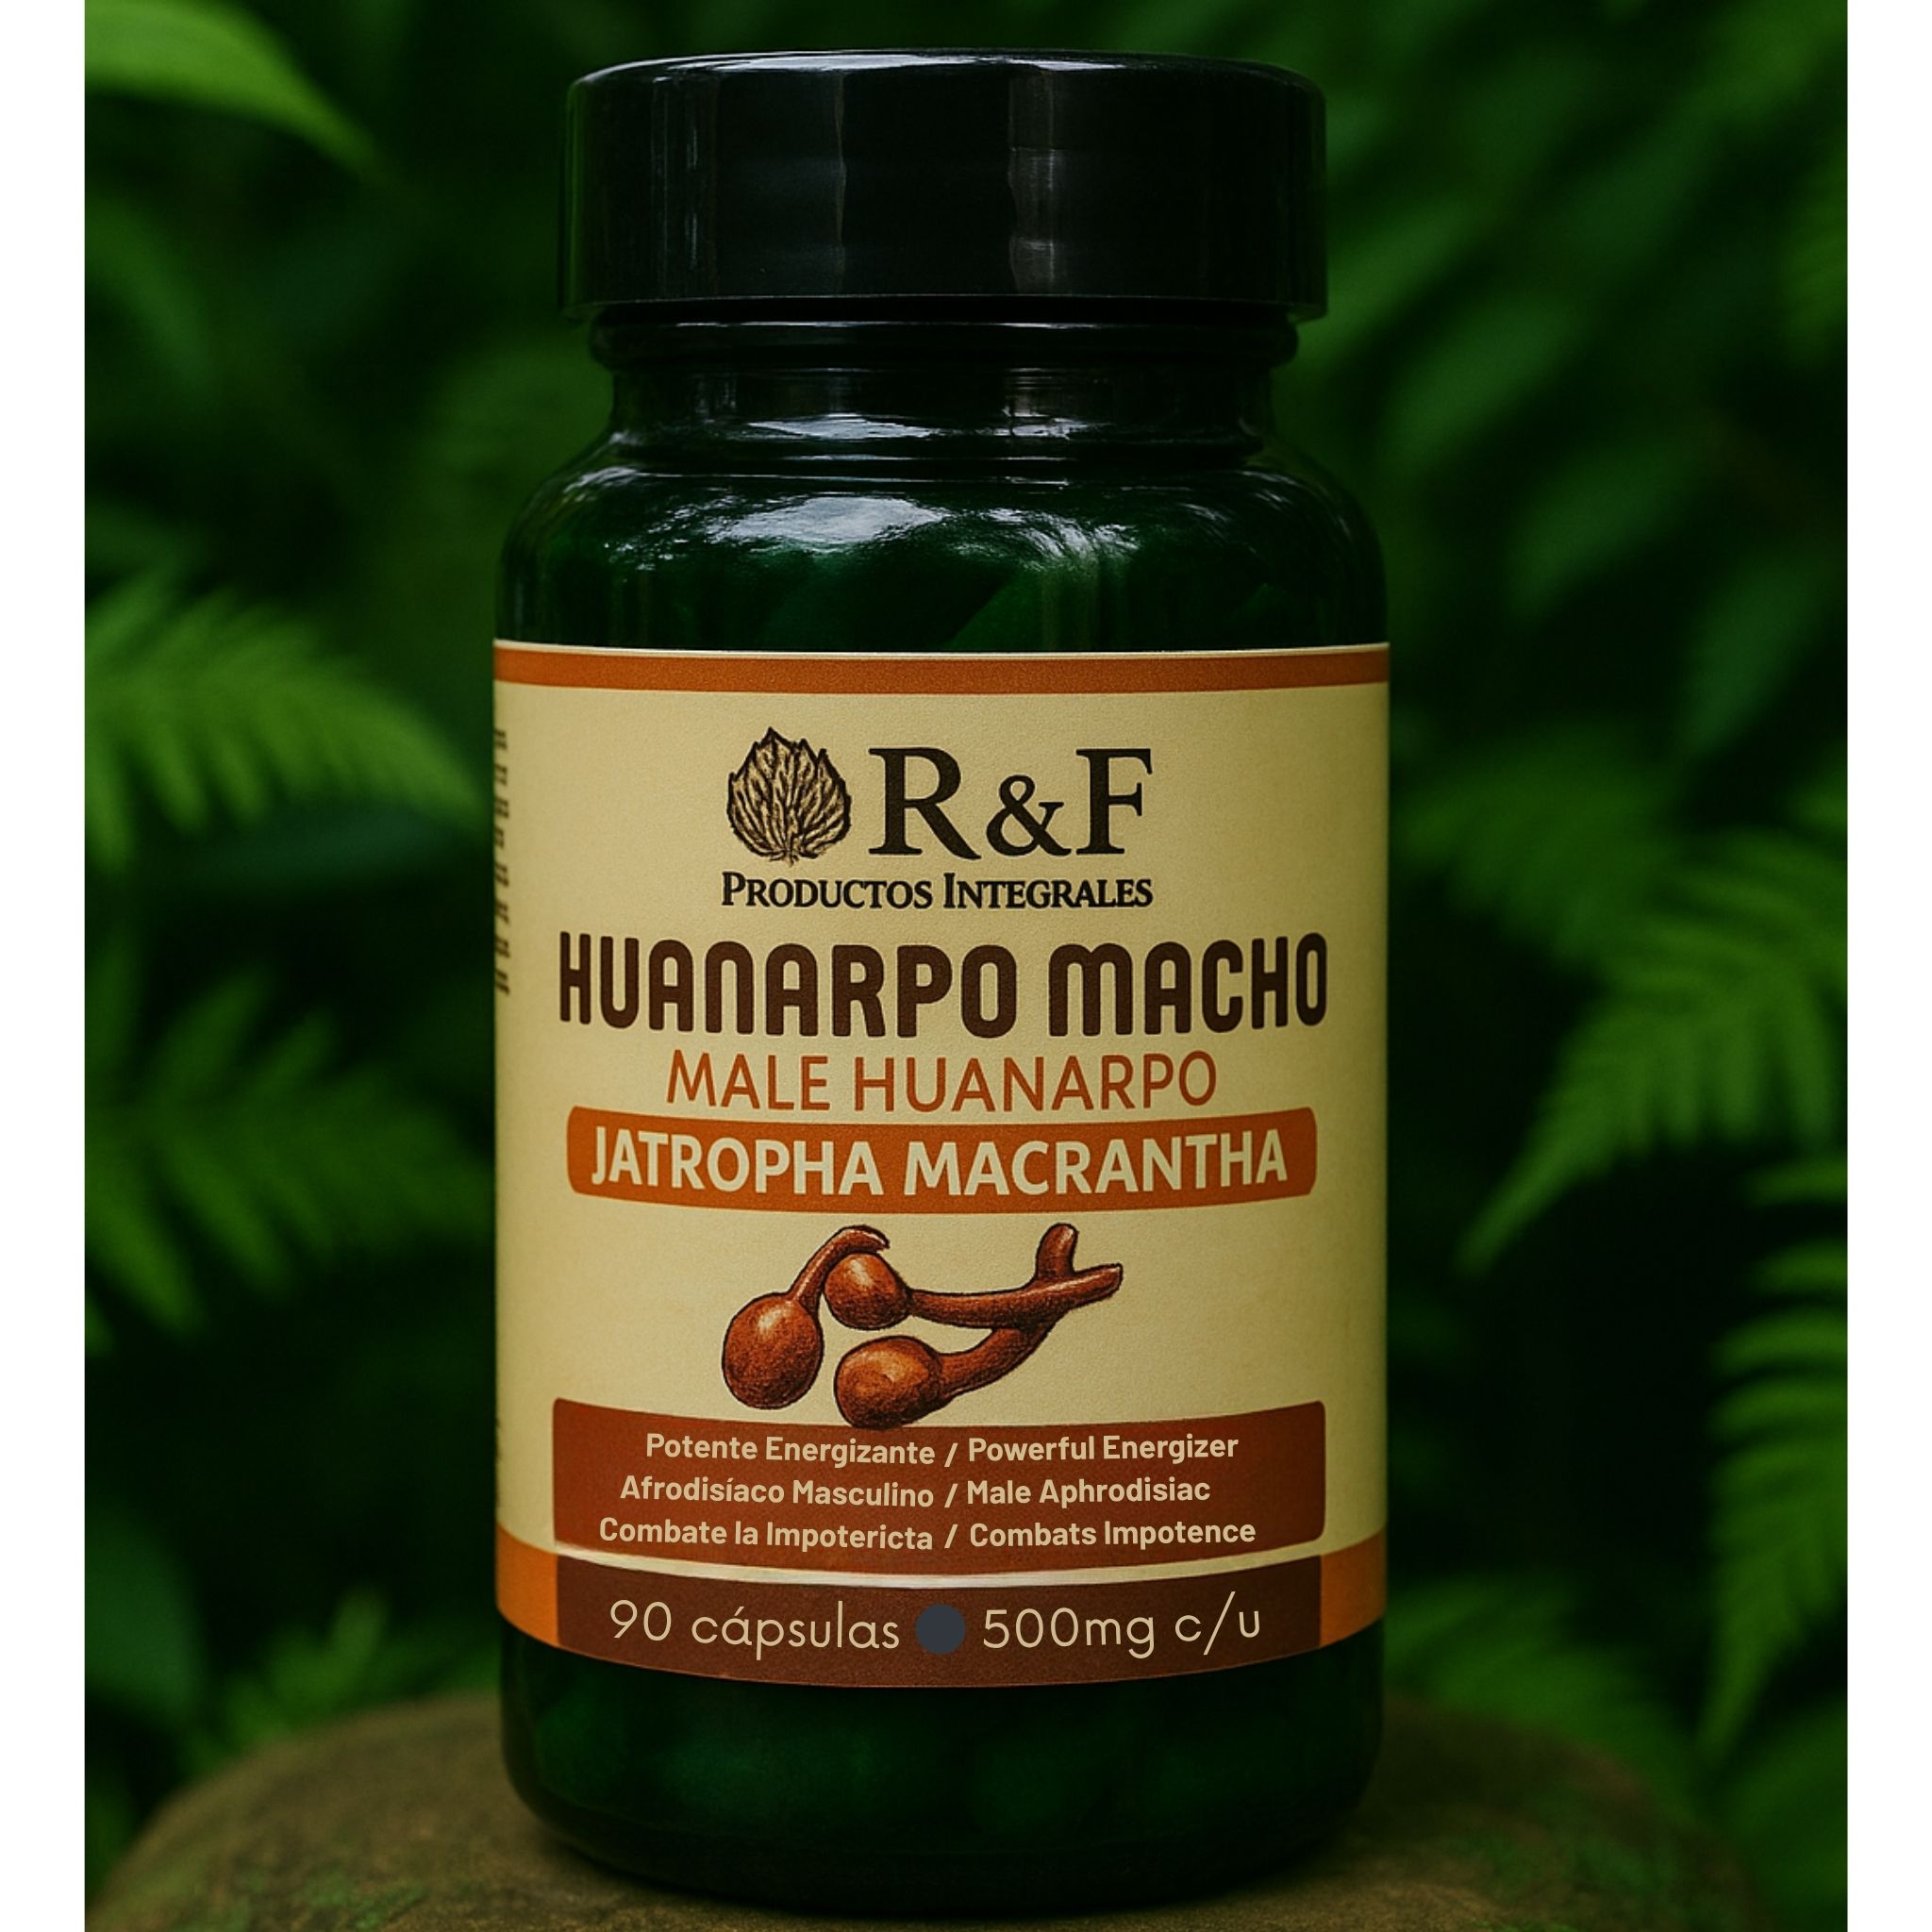 R&F
PRODUCTOS INTEGRALES
HUANARPO MACHO
MALE HUANARPO
JATROPHA MACRANTHA
Potente Energizante / Powerful Energizer
Afrodisíaco Masculino / Male Aphrodisiac
Combate la Impotericta / Combats Impotence
90 cápsulas 500mg c/u